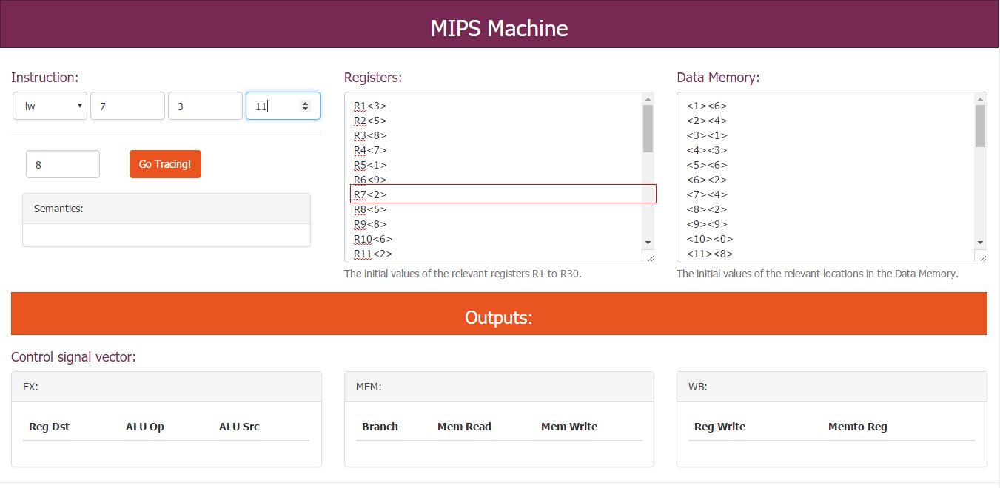 MIPS Machine
Instruction:
lw 7 3 11
8 Go Tracing!
Semantics:
Registers:
R1<3>
R2<5>
R3<8>
R4<7>
R5<1>
R6<9>
R7<2>
R8<5>
R9<8>
R10<6>
R11<2>
The initial values of the relevant registers R1 to R30.
Data Memory:
<1><6>
<2><4>
<3><1>
<4><3>
<5><6>
<6><2>
<7><4>
<8><2>
<9><9>
<10><0>
<11><8>
The initial values of the relevant locations in the Data Memory.
Outputs:
Control signal vector:
EX:
Reg Dst ALU Op ALU Src
MEM:
Branch Mem Read Mem Write
WB:
Reg Write Memto Reg